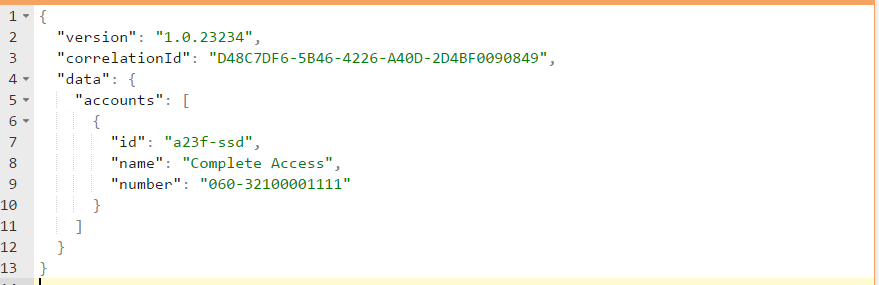 1 {
2 "version": "1.0.23234",
3 "correlationId": "D48C7DF6-5B46-4226-A40D-2D4BF0090849",
4 "data": {
5 "accounts": [
6 {
7 "id": "a23f-ssd",
8 "name": "Complete Access",
9 "number": "060-32100001111"
10 }
11 ]
12 }
13 }